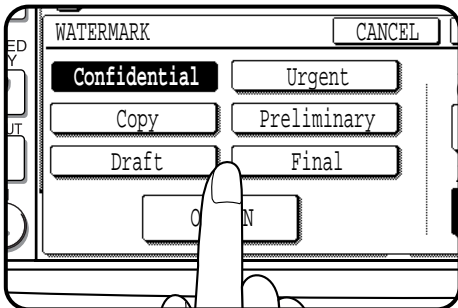 WATERMARK CANCEL
Confidential Urgent
Copy Preliminary
Draft Final